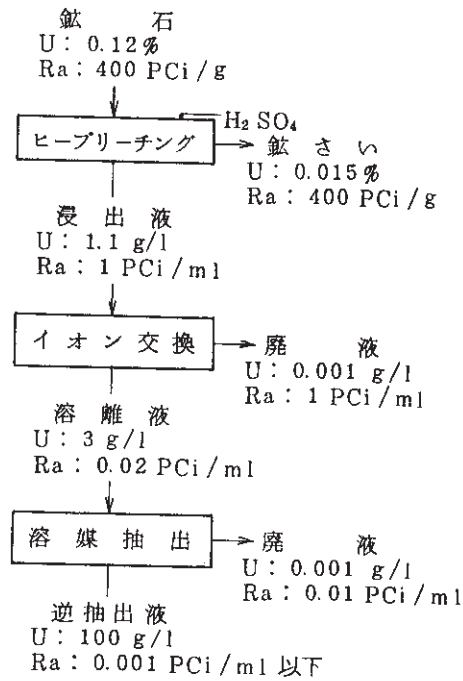 鉱石
U: 0.12%
Ra: 400 PCi/g
H₂SO₄
ヒープリーチング
鉱さい
U: 0.015%
Ra: 400 PCi/g
浸出液
U: 1.1 g/l
Ra: 1 PCi/ml
イオン交換
廃液
U: 0.001 g/l
Ra: 1 PCi/ml
溶離液
U: 3 g/l
Ra: 0.02 PCi/ml
溶媒抽出
廃液
U: 0.001 g/l
Ra: 0.01 PCi/ml
逆抽出液
U: 100 g/l
Ra: 0.001 PCi/ml 以下